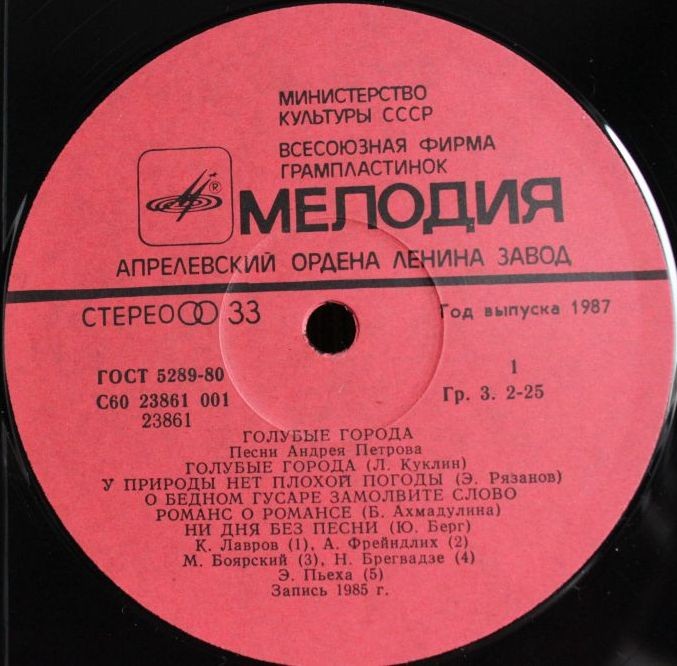 МИНИСТЕРСТВО
КУЛЬТУРЫ СССР
ВСЕСОЮЗНАЯ ФИРМА
ГРАМПЛАСТИНОК
®
МЕЛОДИЯ
АПРЕЛЕВСКИЙ ОРДЕНА ЛЕНИНА ЗАВОД
СТЕРЕО 33
Год выпуска 1987
ГОСТ 5289-80
С60 23861 001
23861
1
Гр. 3. 2-25
ГОЛУБЫЕ ГОРОДА
Песни Андрея Петрова
ГОЛУБЫЕ ГОРОДА (Л. Куклин)
У ПРИРОДЫ НЕТ ПЛОХОЙ ПОГОДЫ (Э. Рязанов)
О БЕДНОМ ГУСАРЕ ЗАМОЛВИТЕ СЛОВО
РОМАНС О РОМАНСЕ (Б. Ахмадулина)
НИ ДНЯ БЕЗ ПЕСНИ (Ю. Берг)
К. Лавров (1), А. Фрейндлих (2)
М. Боярский (3), Н. Брегвадзе (4)
Э. Пьеха (5)
Запись 1985 г.